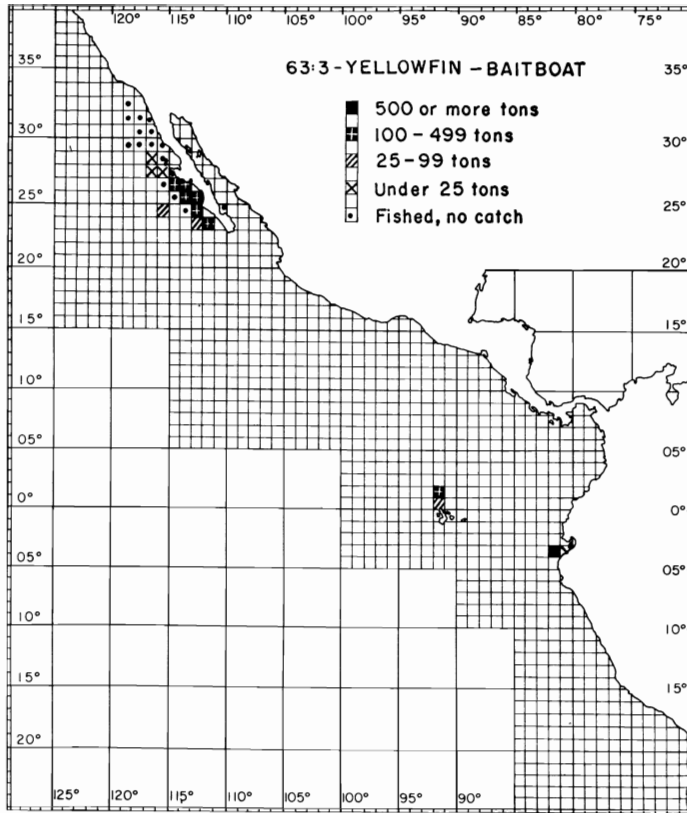 120° 115° 110° 105° 100° 95° 90° 85° 80° 75° 70°
63:3-YELLOWFIN-BAITBOAT
35° 35°
500 or more tons
30° 100-499 tons 30°
25-99 tons
25° Under 25 tons 25°
Fished, no catch
20° 20°
15° 15°
10° 10°
05° 05°
0° 0°
05° 05°
10° 10°
15° 15°
20°
125° 120° 115° 110° 105° 100° 95° 90°